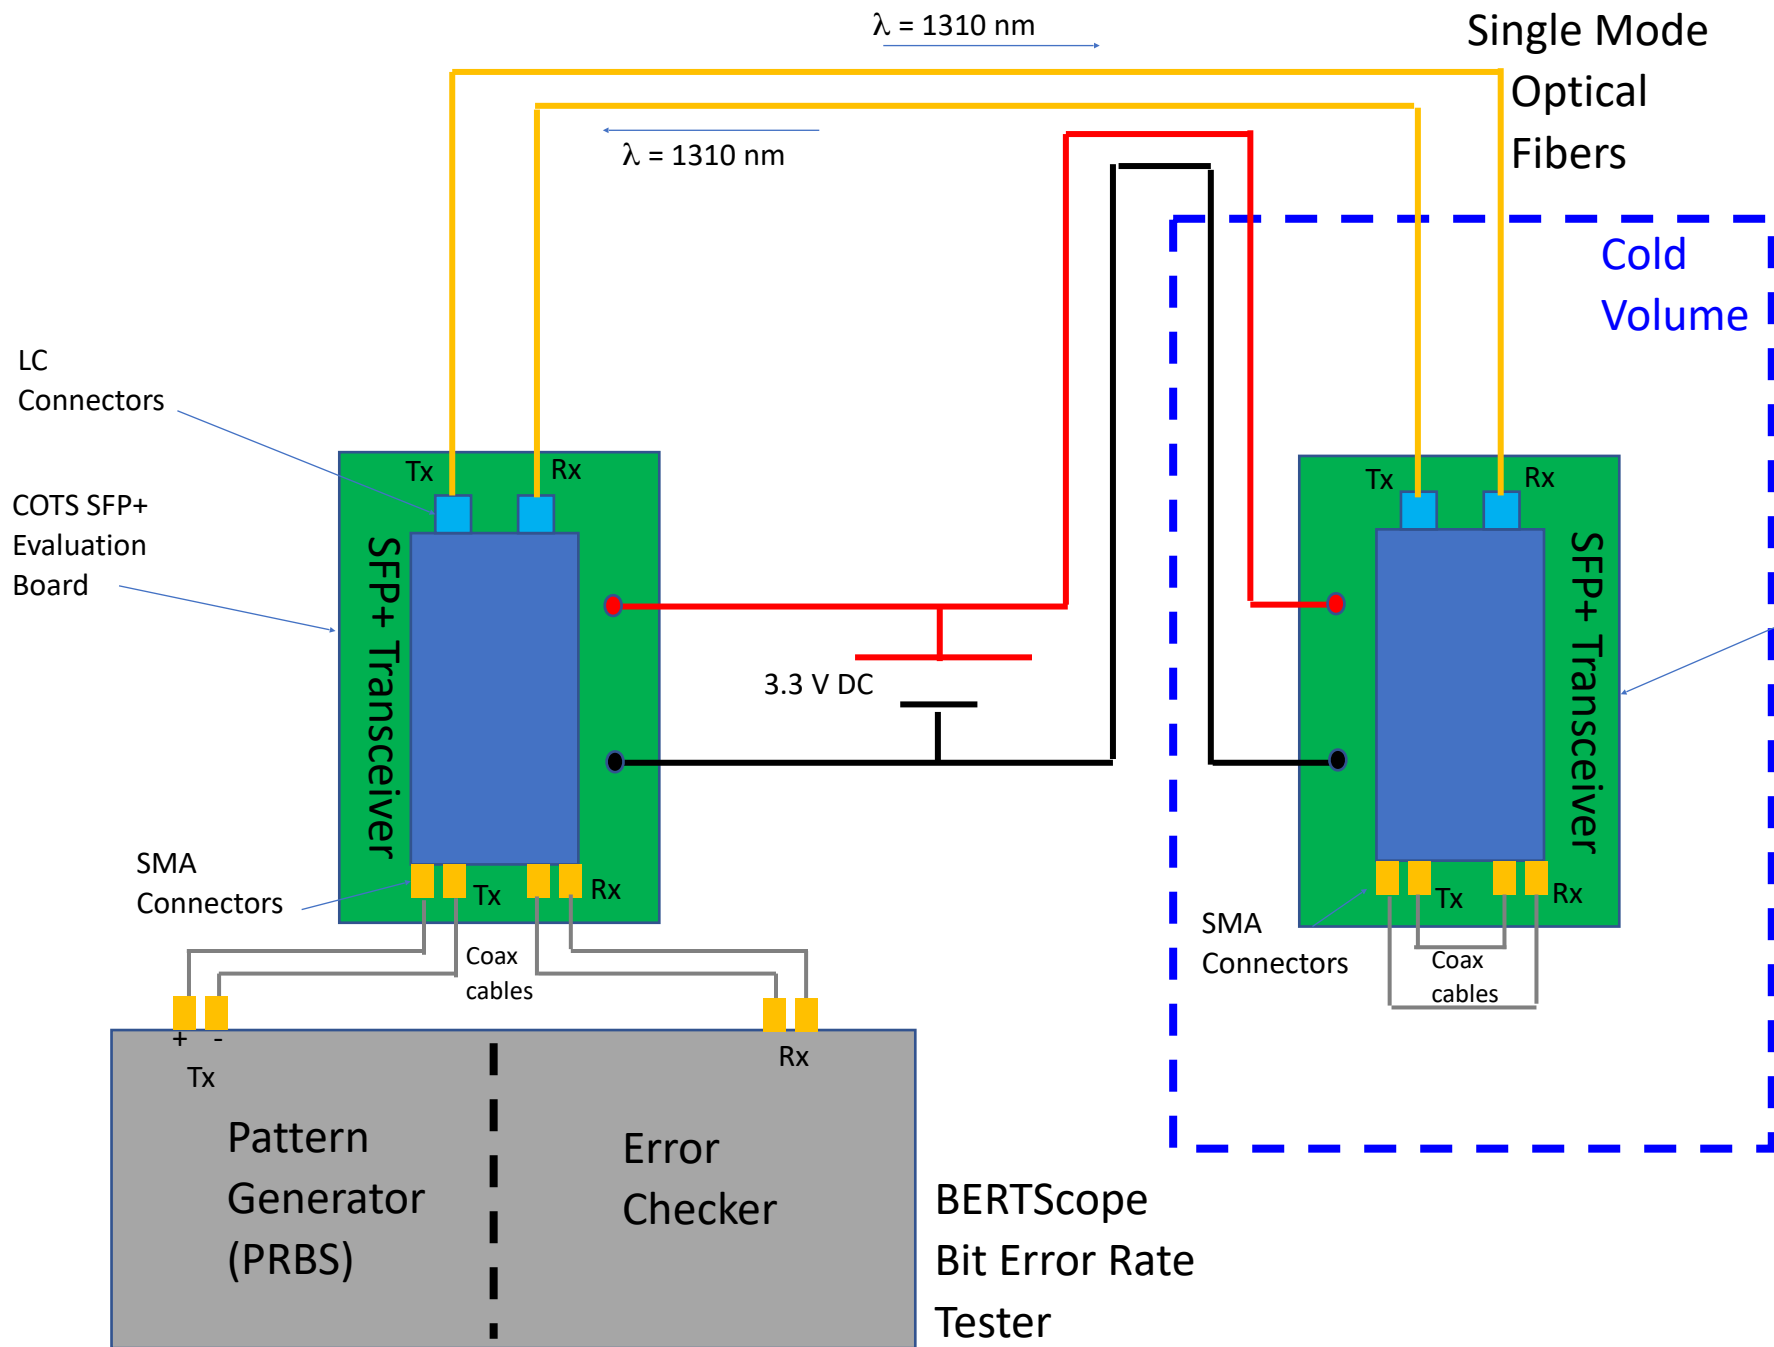 λ = 1310 nm
Single Mode
Optical
Fibers
λ = 1310 nm
Cold
Volume
LC
Connectors
COTS SFP+
Evaluation
Board
Tx
Rx
SFP+ Transceiver
3.3 V DC
Tx
Rx
SFP+ Transceiver
SMA
Connectors
Tx
Rx
Coax
cables
SMA
Connectors
Tx
Rx
Coax
cables
+ -
Tx
Rx
Pattern
Generator
(PRBS)
Error
Checker
BERTScope
Bit Error Rate
Tester